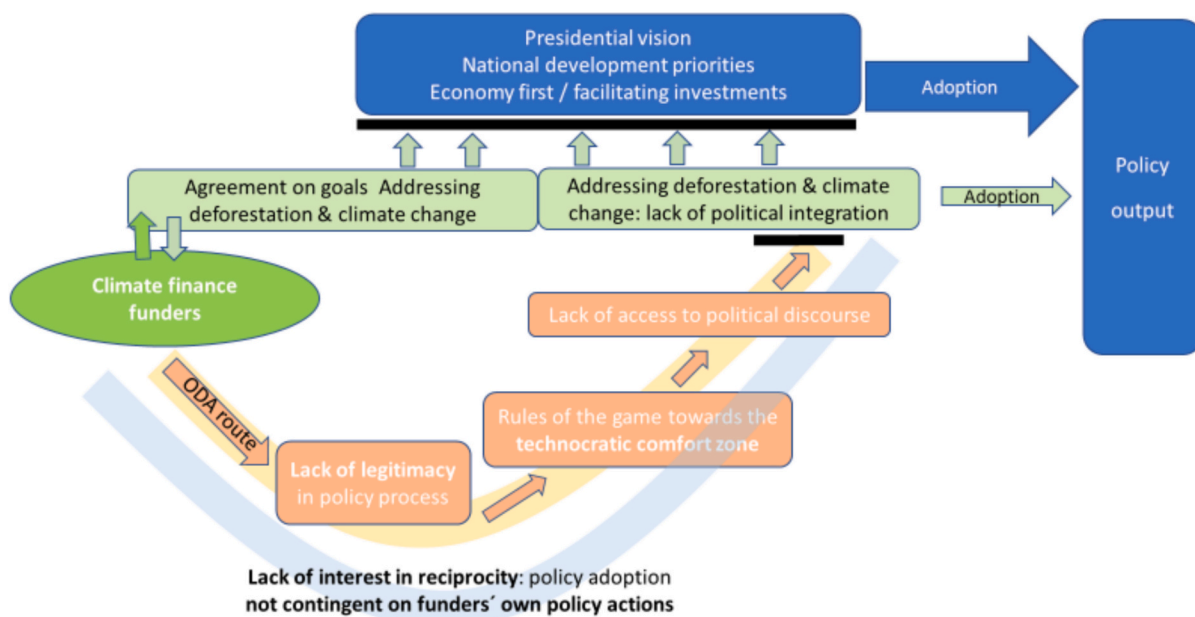 Presidential vision
National development priorities
Economy first / facilitating investments
Adoption
Policy
output
Agreement on goals  Addressing
deforestation & climate change
Addressing deforestation & climate
change: lack of political integration
Adoption
Climate finance
funders
Lack of access to political discourse
ODA route
Rules of the game towards the
technocratic comfort zone
Lack of legitimacy
in policy process
Lack of interest in reciprocity: policy adoption
not contingent on funders´ own policy actions